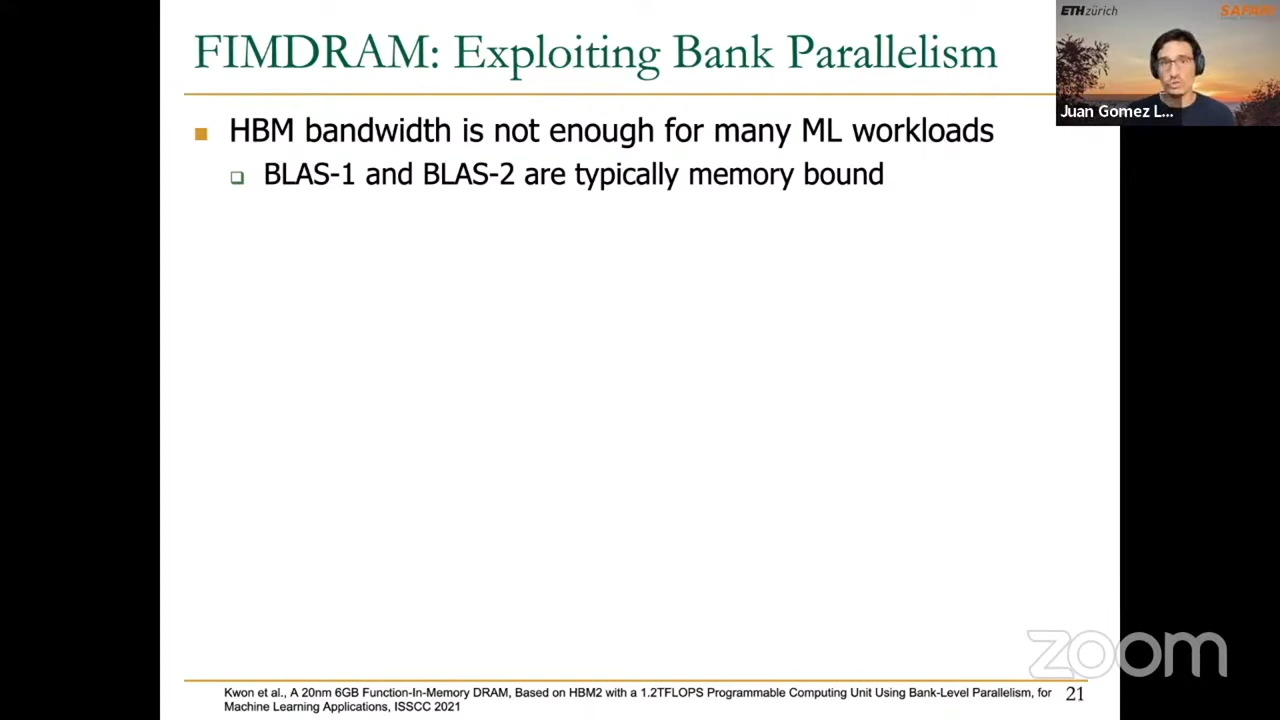 FIMDRAM: Exploiting Bank Parallelism
HBM bandwidth is not enough for many ML workloads
BLAS-1 and BLAS-2 are typically memory bound
Kwon et al., A 20nm 6GB Function-In-Memory DRAM, Based on HBM2 with a 1.2TFLOPS Programmable Computing Unit Using Bank-Level Parallelism, for
Machine Learning Applications, ISSCC 2021
21
ETH zürich
SAFARI
Juan Gomez L...
zoom